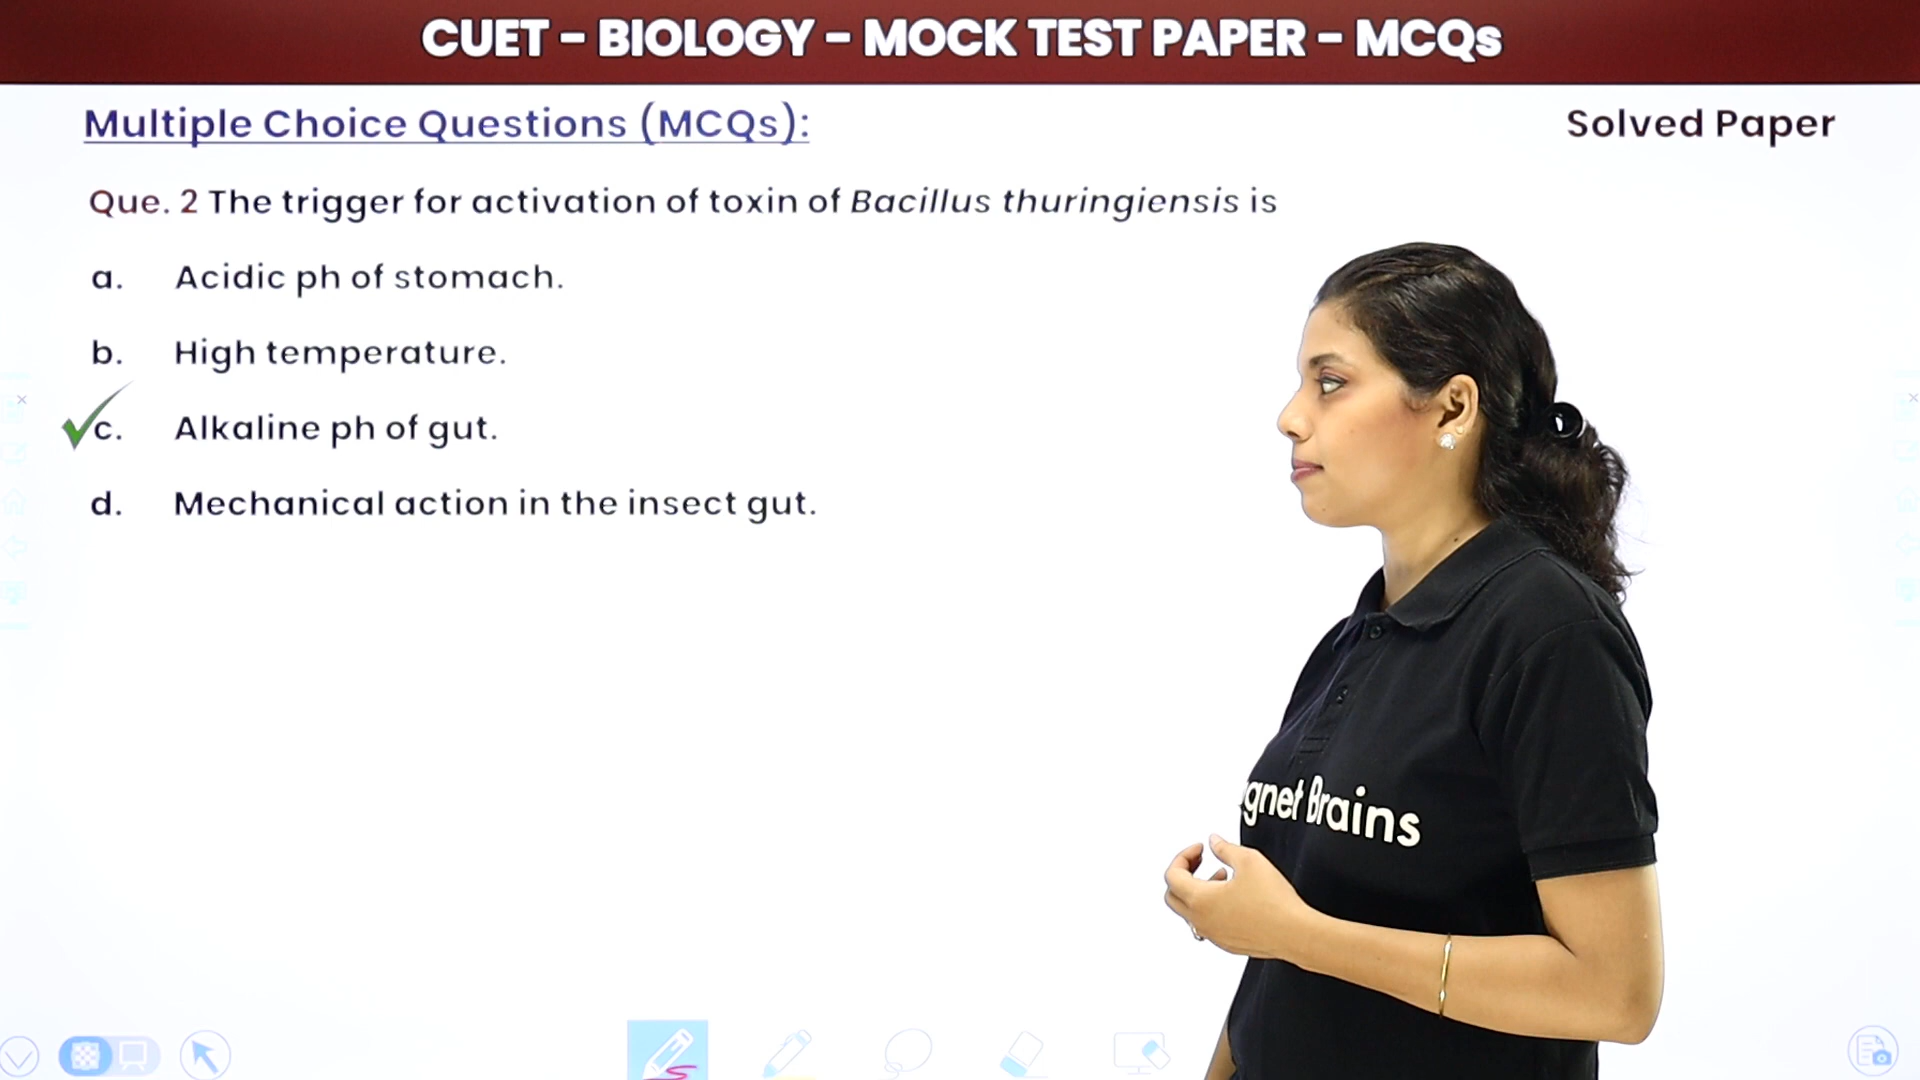 CUET - BIOLOGY - MOCK TEST PAPER - MCQs
Multiple Choice Questions (MCQs):
Solved Paper
Que. 2 The trigger for activation of toxin of Bacillus thuringiensis is
a. Acidic ph of stomach.
b. High temperature.
c. Alkaline ph of gut.
d. Mechanical action in the insect gut.
gnet Brains